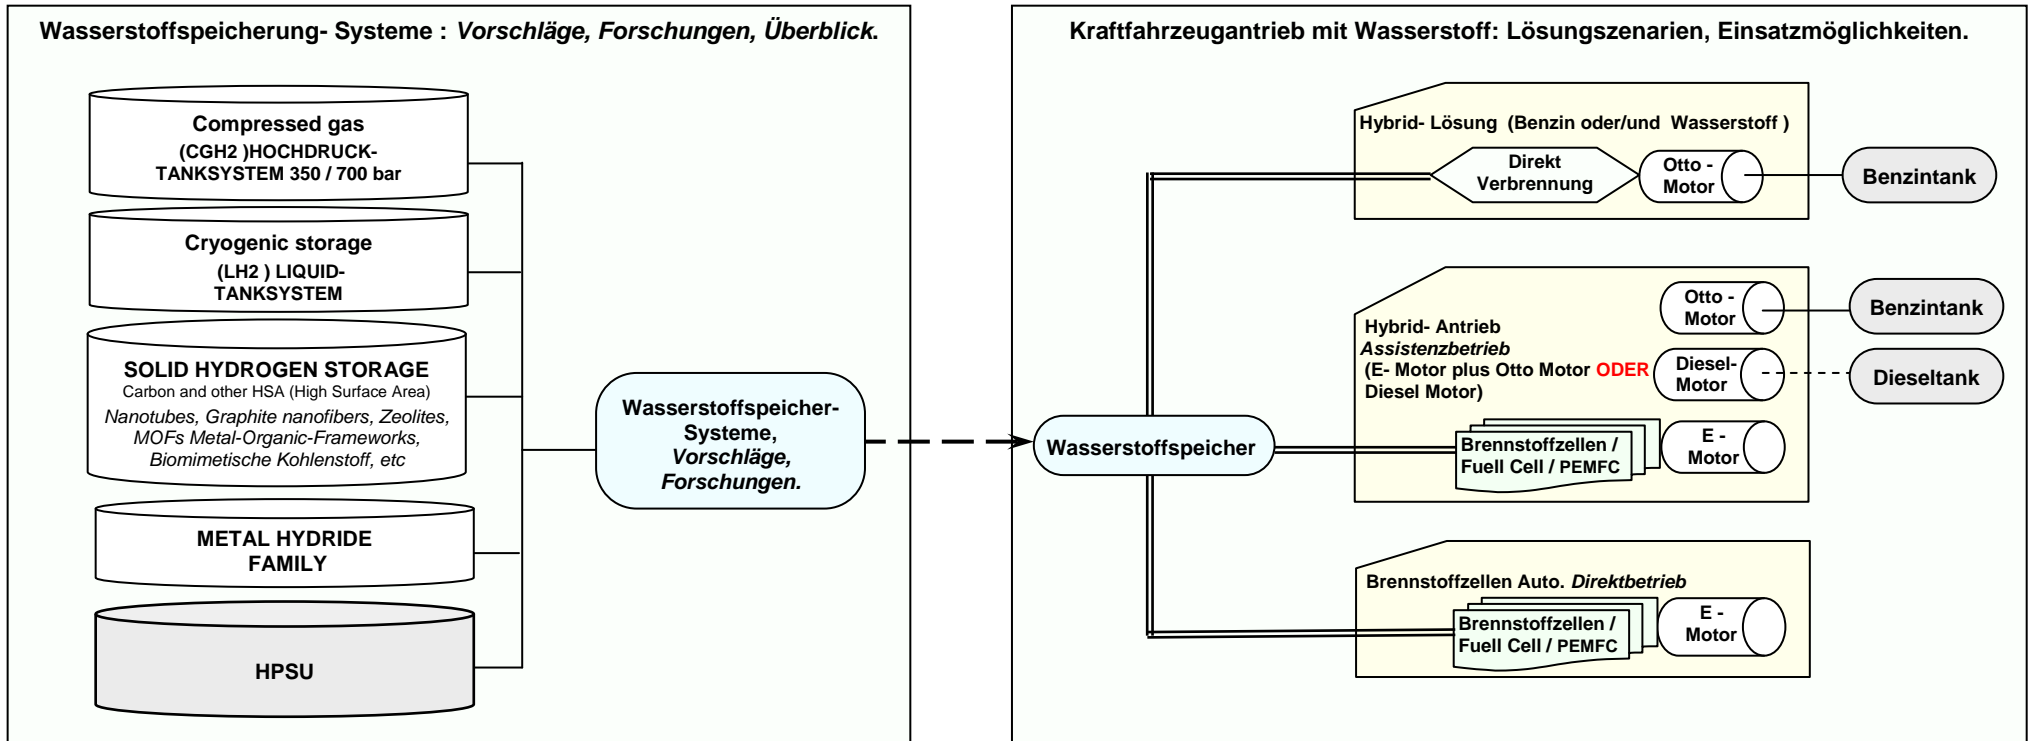 Wasserstoffspeicherung- Systeme : Vorschläge, Forschungen, Überblick.
Compressed gas
(CGH2 )HOCHDRUCK-
TANKSYSTEM 350 / 700 bar
Cryogenic storage
(LH2 ) LIQUID-
TANKSYSTEM
SOLID HYDROGEN STORAGE
Carbon and other HSA (High Surface Area)
Nanotubes, Graphite nanofibers, Zeolites,
MOFs Metal-Organic-Frameworks,
Biomimetische Kohlenstoff, etc
METAL HYDRIDE
FAMILY
HPSU
Wasserstoffspeicher-
Systeme,
Vorschläge,
Forschungen.
Kraftfahrzeugantrieb mit Wasserstoff: Lösungszenarien, Einsatzmöglichkeiten.
Wasserstoffspeicher
Hybrid- Lösung (Benzin oder/und Wasserstoff )
Direkt
Verbrennung
Otto -
Motor
Benzintank
Hybrid- Antrieb
Assistenzbetrieb
(E- Motor plus Otto Motor ODER
Diesel Motor)
Otto -
Motor
Benzintank
Diesel-
Motor
Dieseltank
Brennstoffzellen /
Fuell Cell / PEMFC
E -
Motor
Brennstoffzellen Auto. Direktbetrieb
Brennstoffzellen /
Fuell Cell / PEMFC
E -
Motor